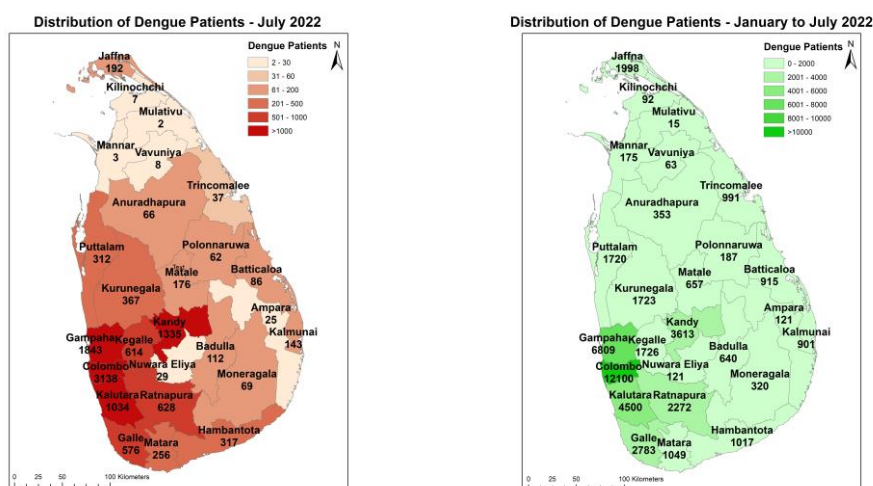 Distribution of Dengue Patients - July 2022
Dengue Patients
N
2 - 30
31 - 60
61 - 200
201 - 500
501 - 1000
>1000
Jaffna
192
Kilinochchi
7
Mulativu
2
Mannar
3
Vavuniya
8
Trincomalee
37
Anuradhapura
66
Puttalam
312
Polonnaruwa
62
Text
Matale
176
Batticaloa
86
Kurunegala
367
Ampara
25
Kandy
1335
Kalmunai
143
Gampaha
1843
Kegalle
614
Badulla
112
Colombo
3138
Nuwara Eliya
29
Moneragala
69
Kalutara
1034
Ratnapura
628
Galle
576
Matara
256
Hambantota
317
0 25 50 100 Kilometers
Distribution of Dengue Patients - January to July 2022
Dengue Patients
N
0 - 2000
2001 - 4000
4001 - 6000
6001 - 8000
8001 - 10000
>10000
Jaffna
1998
Kilinochchi
92
Mulativu
15
Mannar
175
Vavuniya
63
Trincomalee
991
Anuradhapura
353
Puttalam
1720
Polonnaruwa
187
Matale
657
Batticaloa
915
Kurunegala
1723
Ampara
121
Kandy
3613
Kalmunai
901
Gampaha
6809
Kegalle
1726
Badulla
640
Colombo
12100
Nuwara Eliya
121
Moneragala
320
Kalutara
4500
Ratnapura
2272
Galle
2783
Matara
1049
Hambantota
1017
0 25 50 100 Kilometers